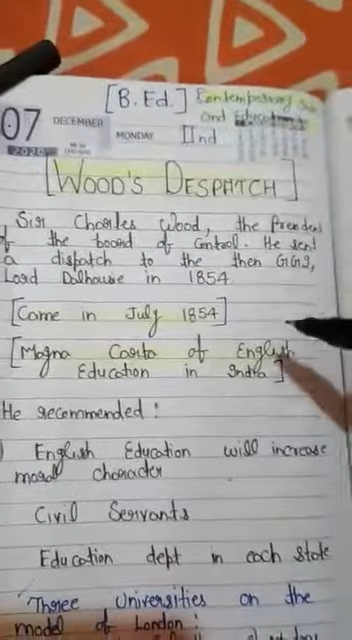 [B.Ed.] Contemporary
and Education
07 DECEMBER
MONDAY IInd
2020
[WOOD'S DESPATCH]
Sir Charles Wood, the President
of the board of control. He sent
a dispatch to the then GG,
Lord Dalhousie in 1854
[Came in July 1854]
[Magna Carta of English
Education in India]
He recommended:
English Education will increase
moral character
Civil Servants
Education dept in each state
Three Universities on the
model of London: